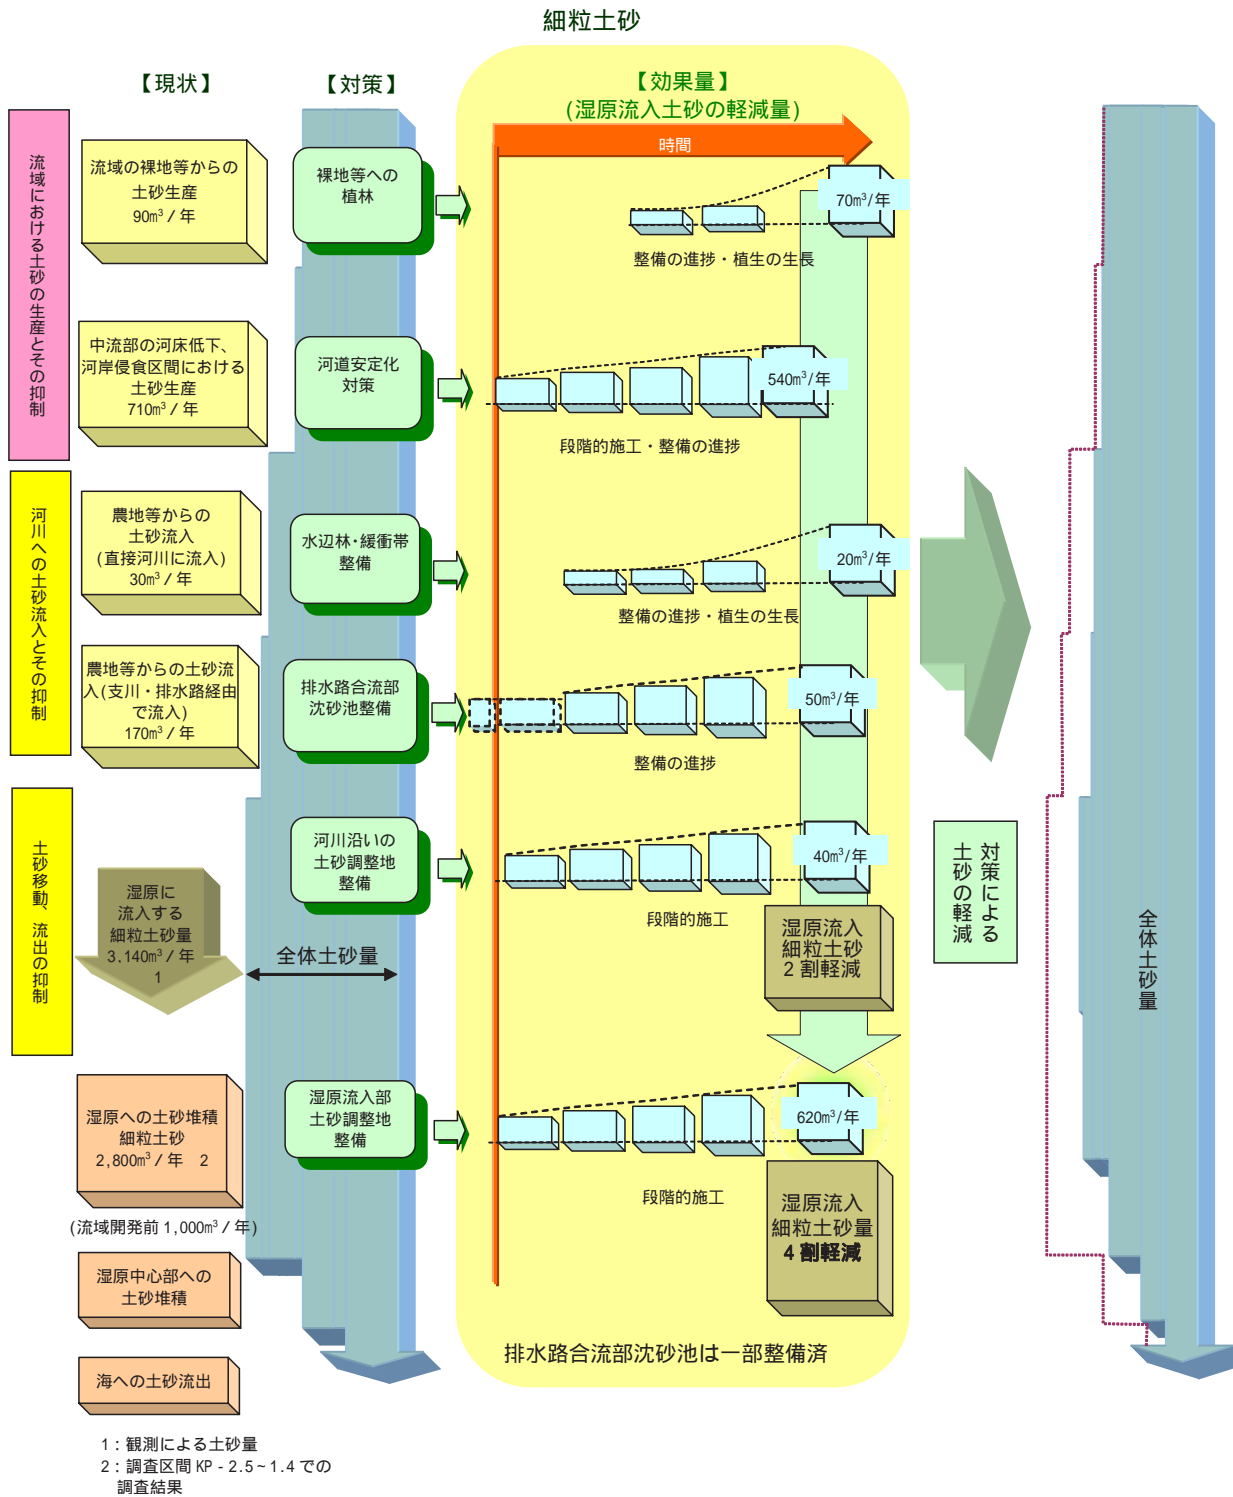 細粒土砂
【現状】
【対策】
【効果量】
(湿原流入土砂の軽減量)
時間
流域における土砂の生産とその抑制
流域の裸地等からの
土砂生産
90m³/年
裸地等への
植林
70m³/年
整備の進捗・植生の生長
中流部の河床低下、
河岸侵食区間における
土砂生産
710m³/年
河道安定化
対策
540m³/年
段階的施工・整備の進捗
河川への土砂流入とその抑制
農地等からの
土砂流入
(直接河川に流入)
30m³/年
水辺林・緩衝帯
整備
20m³/年
整備の進捗・植生の生長
農地等からの土砂流
入(支川・排水路経由
で流入)
170m³/年
排水路合流部
沈砂池整備
50m³/年
整備の進捗
土砂移動、流出の抑制
湿原に
流入する
細粒土砂量
3.140m³/年
1
全体土砂量
河川沿いの
土砂調整地
整備
40m³/年
段階的施工
湿原流入
細粒土砂
2割軽減
対策による
土砂の軽減
全体土砂量
湿原への土砂堆積
細粒土砂
2,800m³/年 2
(流域開発前1,000m³/年)
湿原流入部
土砂調整地
整備
620m³/年
段階的施工
湿原流入
細粒土砂量
4割軽減
湿原中心部への
土砂堆積
排水路合流部沈砂池は一部整備済
海への土砂流出
1:観測による土砂量
2:調査区間 KP-2.5~1.4での
調査結果